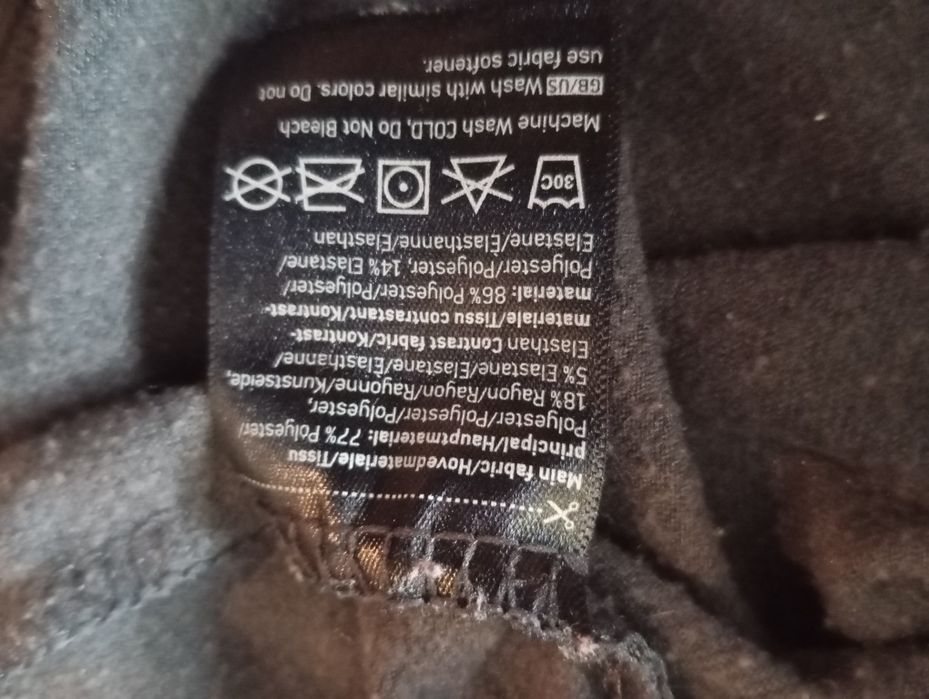 Main fabric/Hovedmateriale/Tissu
principal/Hauptmaterial: 77% Polyester/
Polyester/Polyester/Polyester,
18% Rayon/Rayon/Rayonne/Kunstseide,
5% Elastane/Elastane/Élasthanne/
Elasthan Contrast fabric/Kontrast-
materiale/Tissu contrastant/Kontrast-
material: 86% Polyester/Polyester/
Polyester/Polyester, 14% Elastane/
Elastane/Élasthanne/Elasthan
30C
Machine Wash COLD, Do Not Bleach
GB/US Wash with similar colors. Do not
use fabric softener.